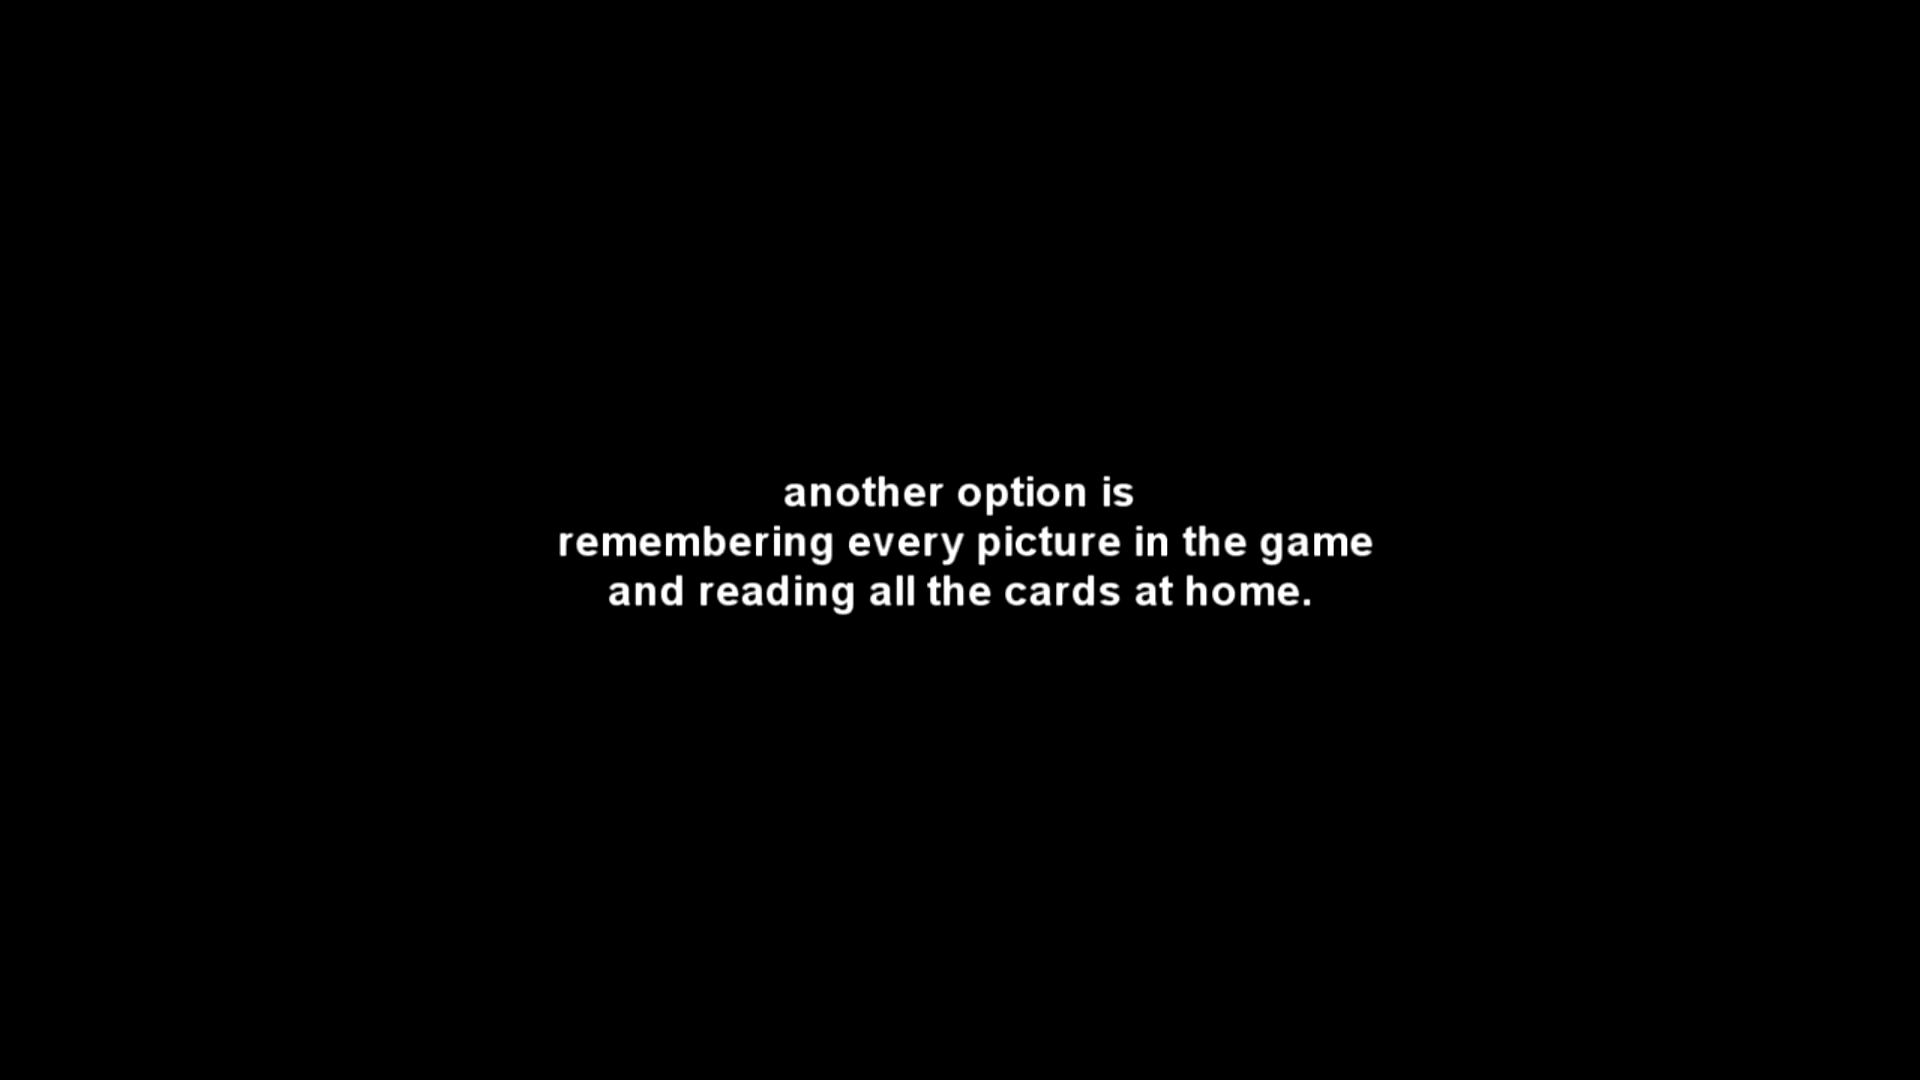 another option is
remembering every picture in the game
and reading all the cards at home.